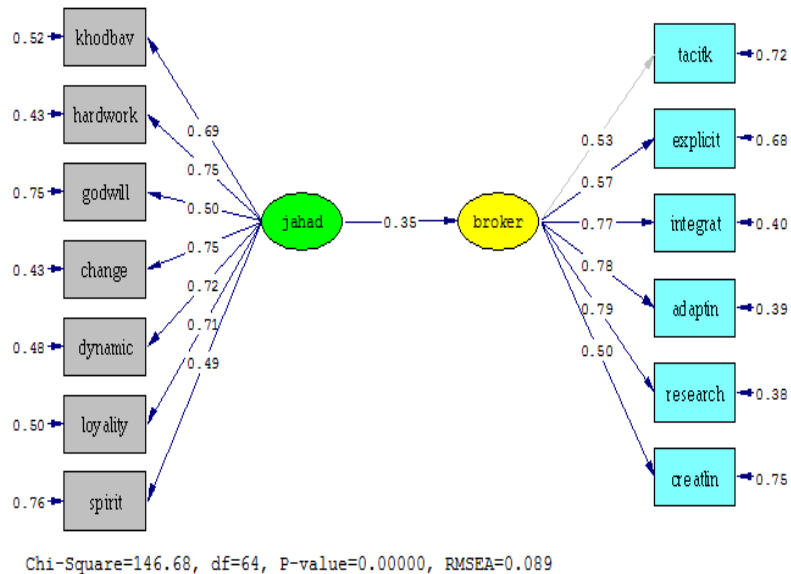 0.52 khodbav
0.43 hardwork
0.75 godwill
0.43 change
0.48 dynamic
0.50 loyality
0.76 spirit
0.69
0.75
0.50
0.75
0.72
0.71
0.49
jahad 0.35 broker
0.53
0.57
0.77
0.78
0.79
0.50
tacifk 0.72
explicit 0.68
integrat 0.40
adaptin 0.39
research 0.38
creatlin 0.75
Chi-Square=146.68, df=64, P-value=0.00000, RMSEA=0.089